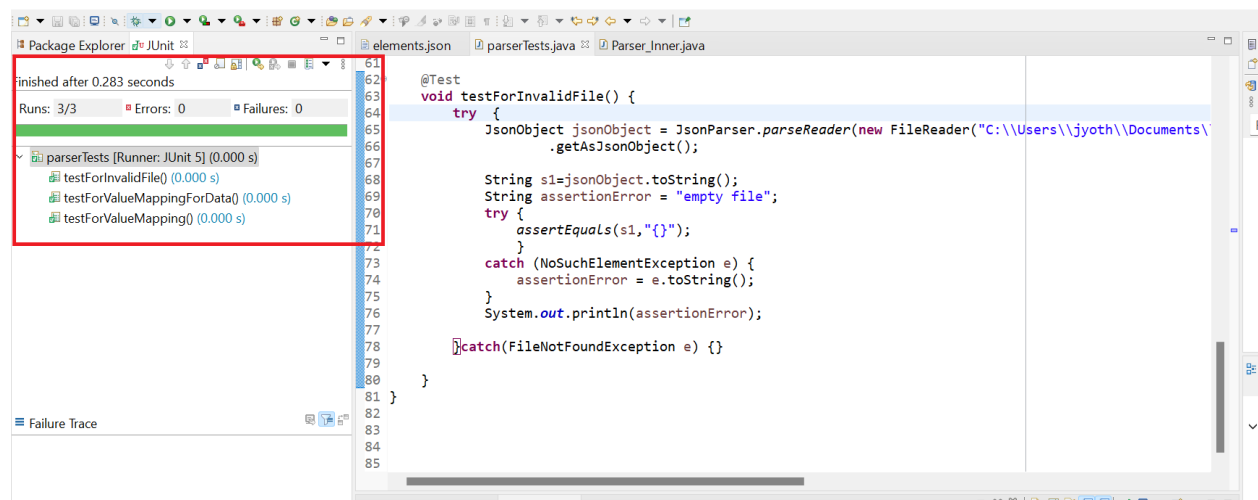 Package Explorer JUnit
Finished after 0.283 seconds
Runs: 3/3 Errors: 0 Failures: 0
parserTests [Runner: JUnit 5] (0.000 s)
testForInvalidFile() (0.000 s)
testForValueMappingForData() (0.000 s)
testForValueMapping() (0.000 s)
Failure Trace
elements.json parserTests.java Parser_Inner.java
61
62 @Test
63 void testForInvalidFile() {
64 try {
65 JsonObject jsonObject = JsonParser.parseReader(new FileReader("C:\\Users\\jyoth\\Documents\\
66 .getAsJsonObject();
67
68 String s1=jsonObject.toString();
69 String assertionError = "empty file";
70 try {
71 assertEquals(s1,"{}");
72 }
73 catch (NoSuchElementException e) {
74 assertionError = e.toString();
75 }
76 System.out.println(assertionError);
77
78 }catch(FileNotFoundException e) {}
79
80 }
81 }
82
83
84
85